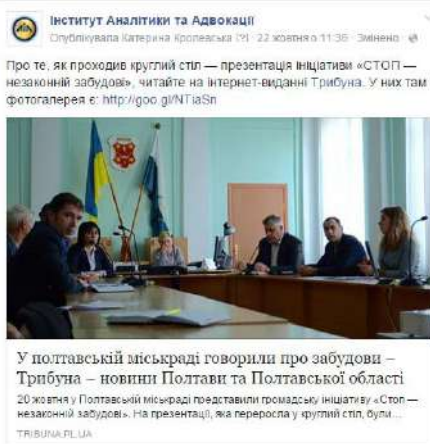 Інститут Аналітики та Адвокації
Опублікувала Катерина Кролевська · 22 жовтня о 11:36 · Змінено ·
Про те, як проходив круглий стіл — презентація ініціативи «СТОП —
незаконній забудові», читайте на інтернет-виданні Трибуна. У них там
фотогалерея є: http://goo.gl/NTiaSn
У полтавській міськраді говорили про забудови –
Трибуна – новини Полтави та Полтавської області
20 жовтня у Полтавській міськраді представили громадську ініціативу «Стоп —
незаконній забудові». На презентації, яка переросла у круглий стіл, були...
TRIBUNA.PL.UA